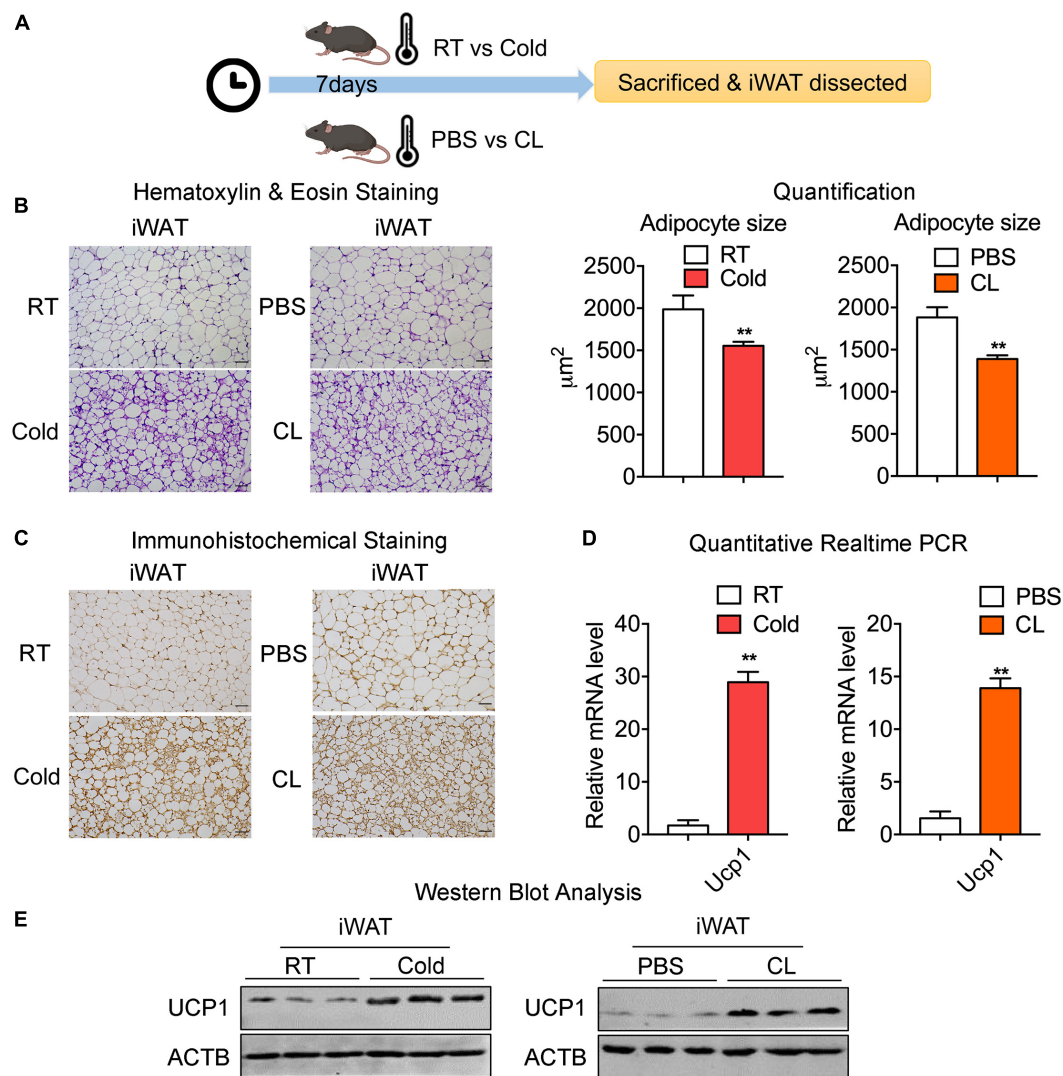 A
RT vs Cold
7days
Sacrificed & iWAT dissected
PBS vs CL
B
Hematoxylin & Eosin Staining
iWAT
iWAT
RT
PBS
Cold
CL
Quantification
Adipocyte size
RT
Cold
μm²
2500
2000
1500
1000
500
0
**
Adipocyte size
PBS
CL
μm²
2500
2000
1500
1000
500
0
**
C
Immunohistochemical Staining
iWAT
iWAT
RT
PBS
Cold
CL
D
Quantitative Realtime PCR
RT
Cold
Relative mRNA level
40
30
20
10
0
**
Ucp1
PBS
CL
Relative mRNA level
20
15
10
5
0
**
Ucp1
Western Blot Analysis
E
iWAT
RT Cold
UCP1
ACTB
iWAT
PBS CL
UCP1
ACTB